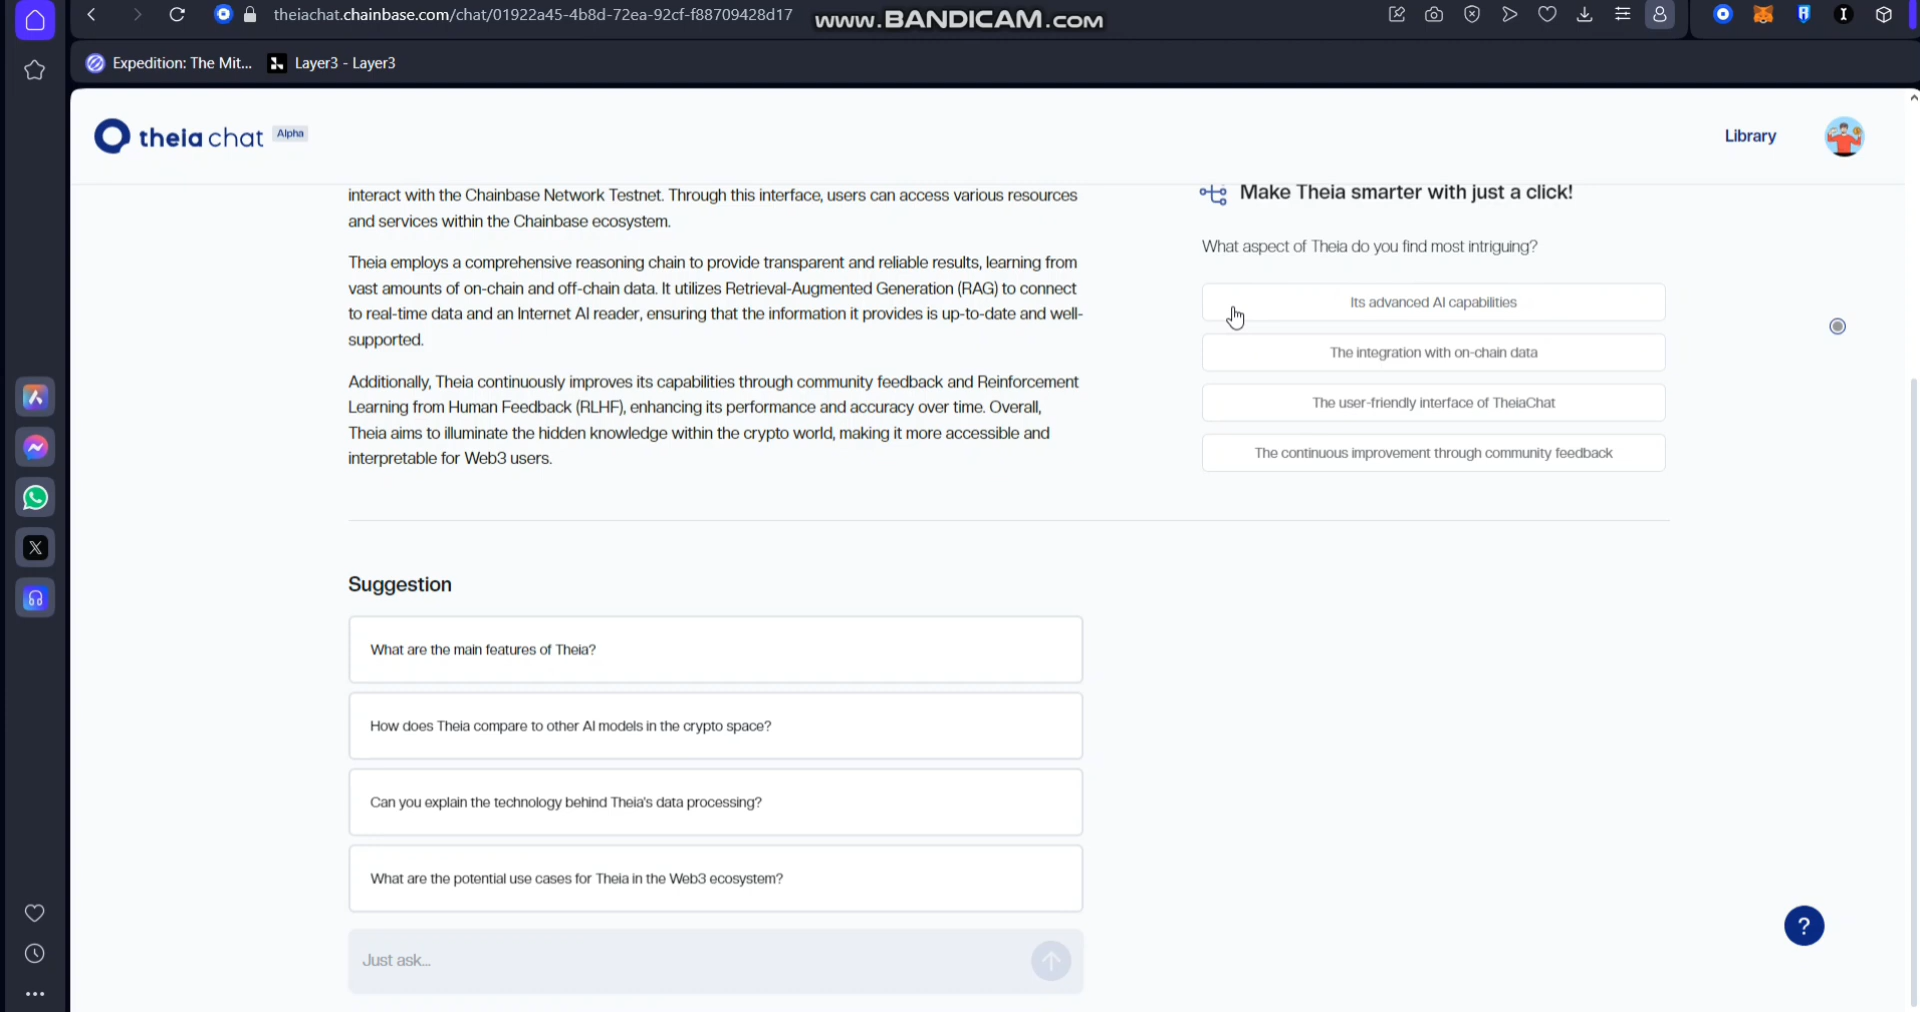 theiachat.chainbase.com/chat/01922a45-4b8d-72ea-92cf-f88709428d17
www.BANDICAM.com
Expedition: The Mit...
Layer3 - Layer3
theia chat
Alpha
Library
interact with the Chainbase Network Testnet. Through this interface, users can access various resources
and services within the Chainbase ecosystem.
Theia employs a comprehensive reasoning chain to provide transparent and reliable results, learning from
vast amounts of on-chain and off-chain data. It utilizes Retrieval-Augmented Generation (RAG) to connect
to real-time data and an Internet AI reader, ensuring that the information it provides is up-to-date and well-
supported.
Additionally, Theia continuously improves its capabilities through community feedback and Reinforcement
Learning from Human Feedback (RLHF), enhancing its performance and accuracy over time. Overall,
Theia aims to illuminate the hidden knowledge within the crypto world, making it more accessible and
interpretable for Web3 users.
Make Theia smarter with just a click!
What aspect of Theia do you find most intriguing?
Its advanced AI capabilities
The integration with on-chain data
The user-friendly interface of TheiaChat
The continuous improvement through community feedback
Suggestion
What are the main features of Theia?
How does Theia compare to other AI models in the crypto space?
Can you explain the technology behind Theia's data processing?
What are the potential use cases for Theia in the Web3 ecosystem?
Just ask...
?